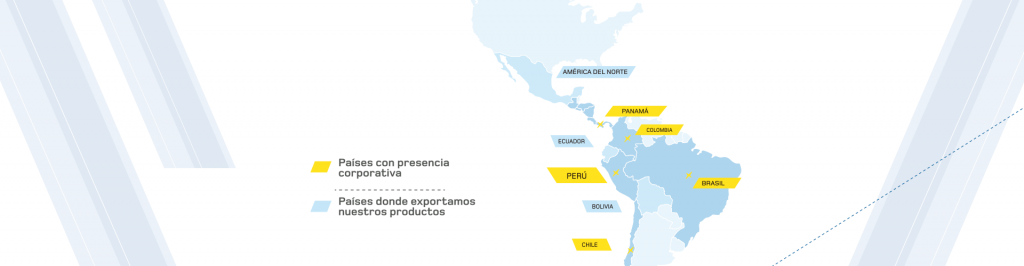 AMÉRICA DEL NORTE
PANAMÁ
COLOMBIA
ECUADOR
Países con presencia
corporativa
PERÚ
BRASIL
Países donde exportamos
nuestros productos
BOLIVIA
CHILE